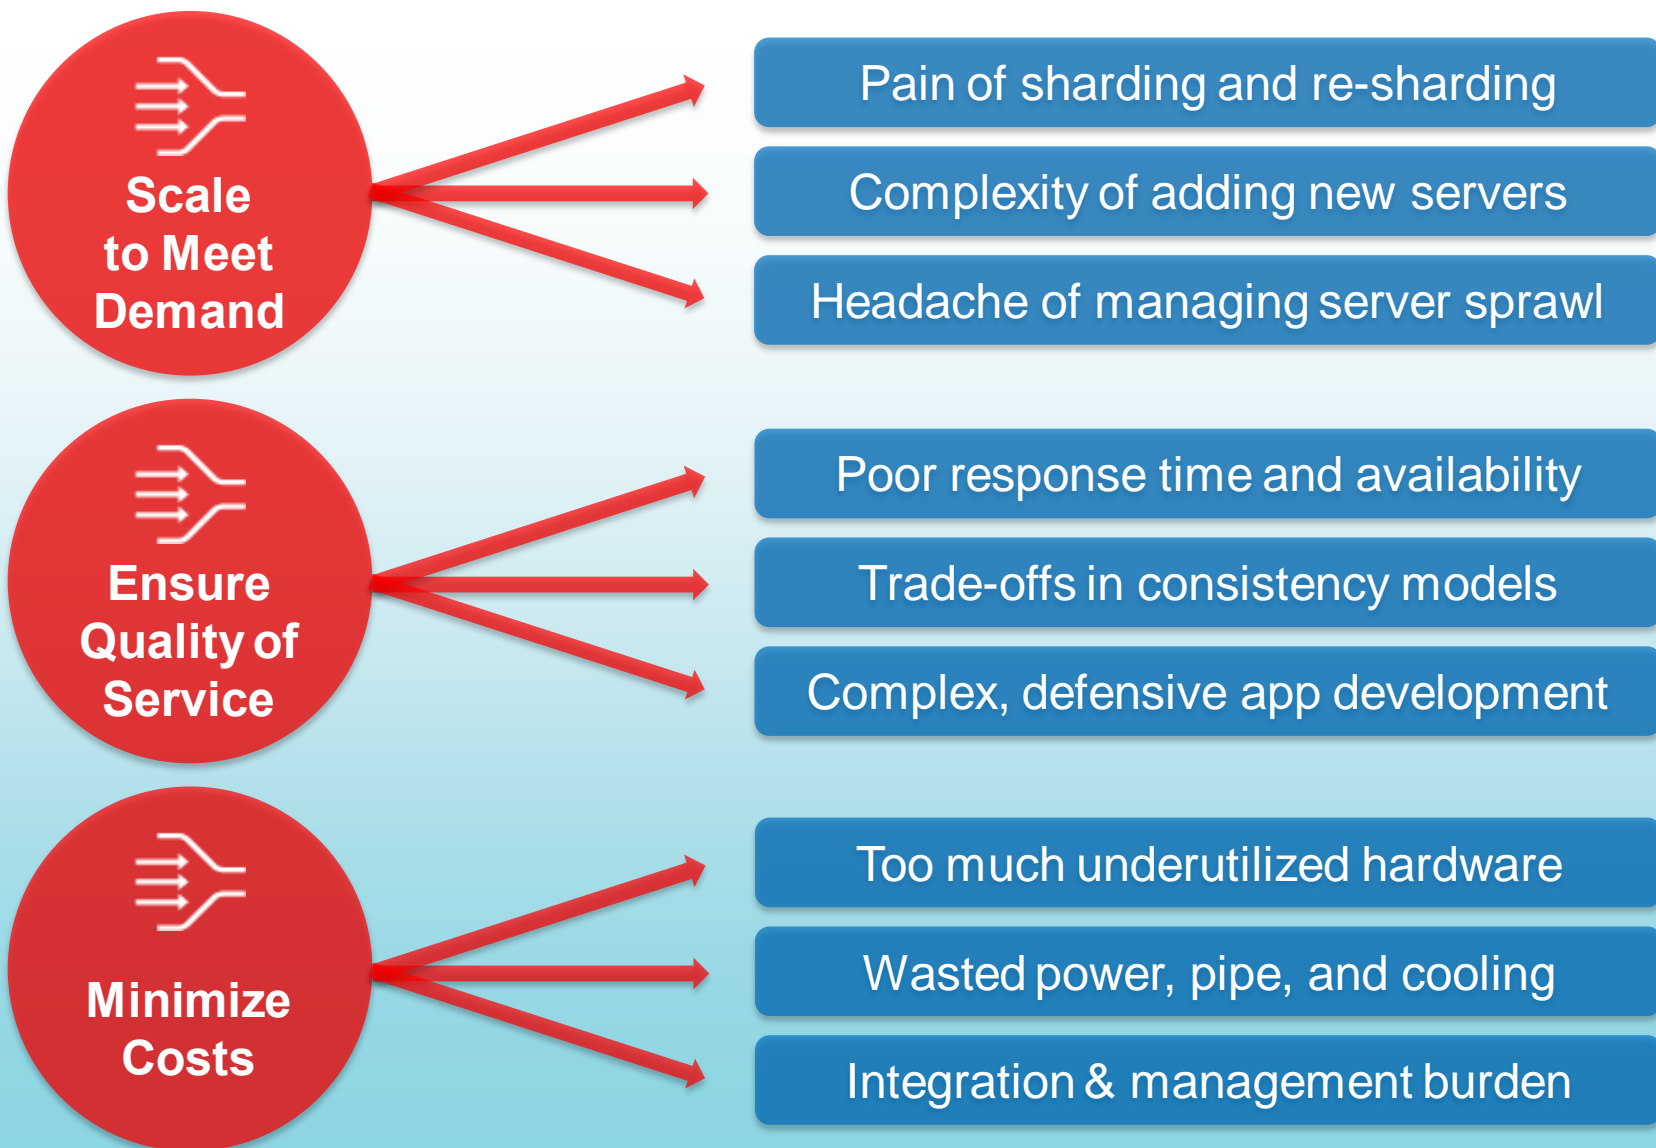 Scale
to Meet
Demand
Pain of sharding and re-sharding
Complexity of adding new servers
Headache of managing server sprawl
Ensure
Quality of
Service
Poor response time and availability
Trade-offs in consistency models
Complex, defensive app development
Minimize
Costs
Too much underutilized hardware
Wasted power, pipe, and cooling
Integration & management burden